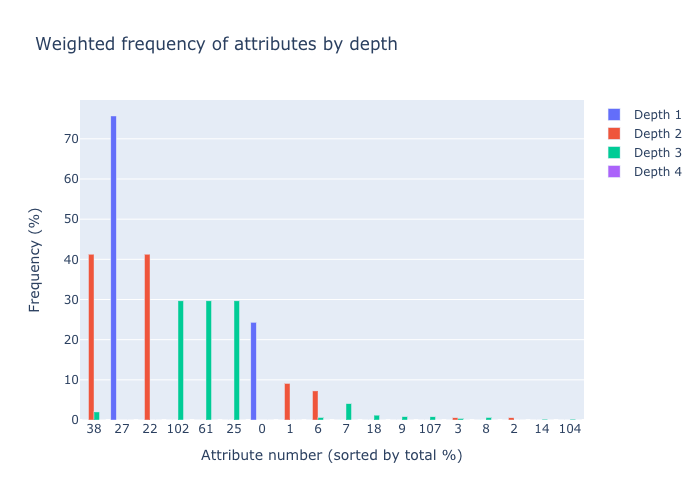 Weighted frequency of attributes by depth
Depth 1
Depth 2
Depth 3
Depth 4
Frequency (%)
70
60
50
40
30
20
10
0
38 27 22 102 61 25 0 1 6 7 18 9 107 3 8 2 14 104
Attribute number (sorted by total %)